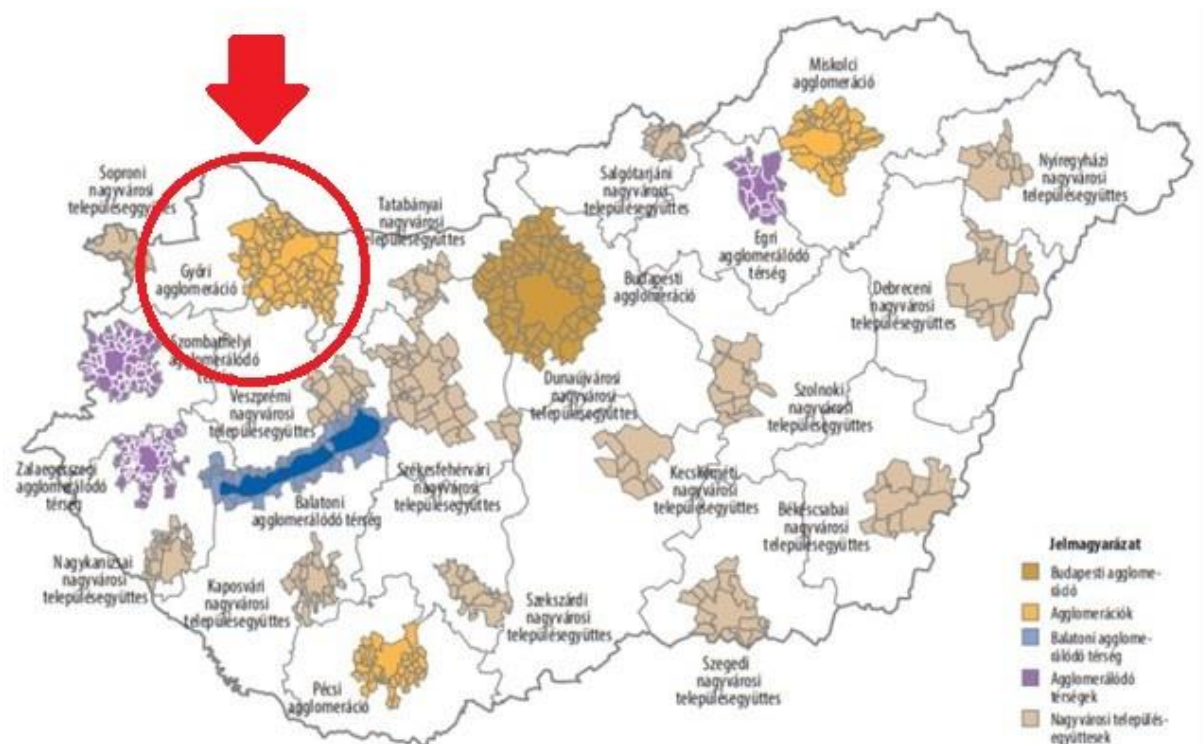 Miskolci
agglomeráció
Soproni
nagyvárosi
településeggyüttes
Tatabányai
nagyvárosi
településegyüttes
Salgótarjáni
nagyvárosi
településegyüttes
Nyíregyházi
nagyvárosi
településegyüttes
Győri
agglomeráció
Egri
agglomerálódó
térség
Budapesti
agglomeráció
Debreceni
nagyvárosi
településegyüttes
Szombathelyi
agglomerálódó
térség
Veszprémi
nagyvárosi
településegyüttes
Dunaújvárosi
nagyvárosi
településegyüttes
Szolnoki
nagyvárosi
településegyüttes
Zalaegerszegi
agglomerálódó
térség
Székesfehérvári
nagyvárosi
településegyüttes
Kecskeméti
nagyvárosi
településegyüttes
Balatoni
agglomerálódó térség
Békéscsabai
nagyvárosi
településegyüttes
Nagykanizsai
nagyvárosi
településegyüttes
Kaposvári
nagyvárosi
településegyüttes
Szekszárdi
nagyvárosi
településegyüttes
Szegedi
nagyvárosi
településegyüttes
Pécsi
agglomeráció
Jelmagyarázat
Budapesti agglome-
ráció
Agglomerációk
Balatoni agglome-
rálódó térség
Agglomerálódó
térségek
Nagyvárosi település-
együttesek